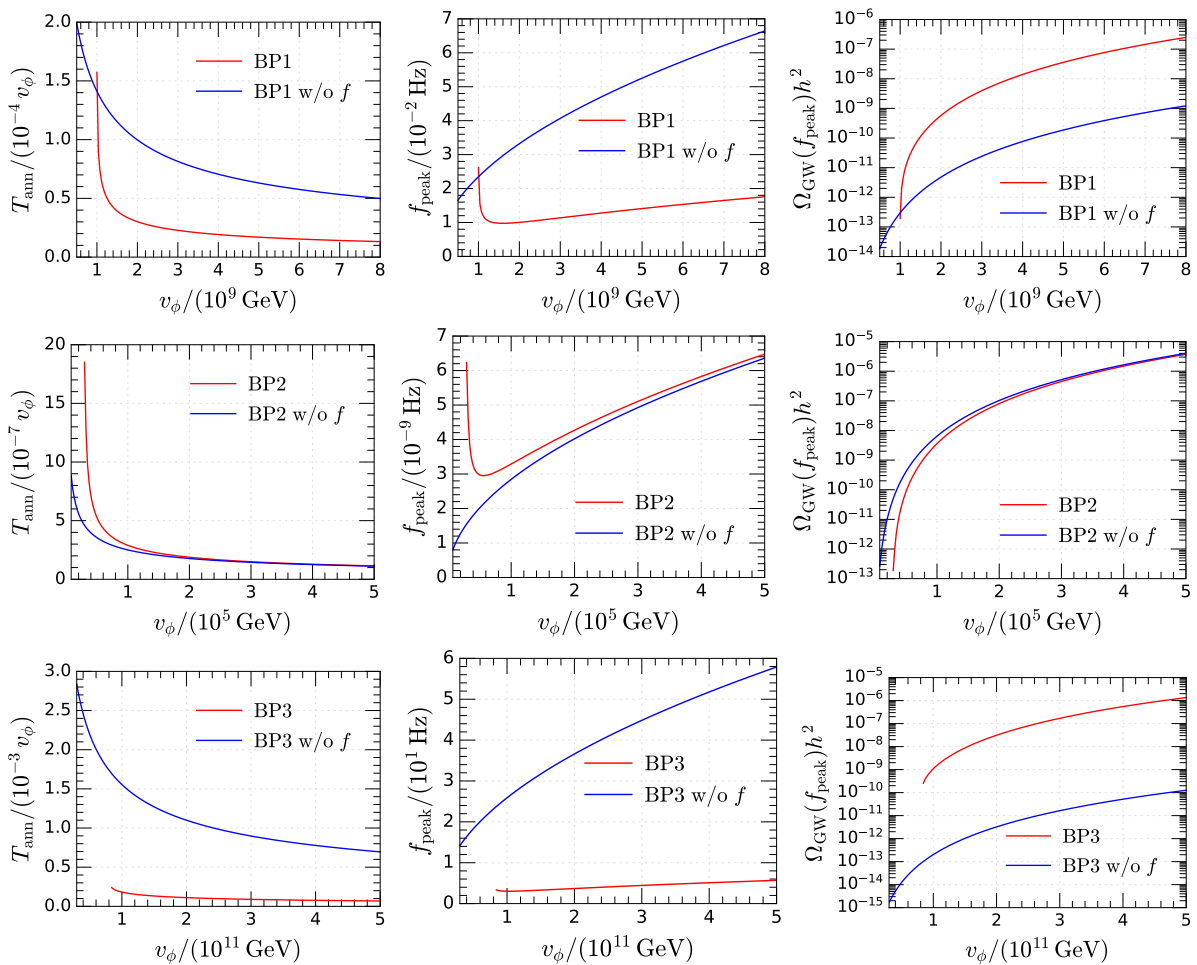 2.0
1.5
1.0
0.5
0.0
1 2 3 4 5 6 7 8
T_ann/(10^-4 v_ϕ)
v_ϕ/(10^9 GeV)
BP1
BP1 w/o f
7
6
5
4
3
2
1
0
1 2 3 4 5 6 7 8
f_peak/(10^-2 Hz)
v_ϕ/(10^9 GeV)
BP1
BP1 w/o f
10^-6
10^-7
10^-8
10^-9
10^-10
10^-11
10^-12
10^-13
10^-14
1 2 3 4 5 6 7 8
Ω_GW(f_peak)h^2
v_ϕ/(10^9 GeV)
BP1
BP1 w/o f
20
15
10
5
0
1 2 3 4 5
T_ann/(10^-7 v_ϕ)
v_ϕ/(10^5 GeV)
BP2
BP2 w/o f
7
6
5
4
3
2
1
0
1 2 3 4 5
f_peak/(10^-9 Hz)
v_ϕ/(10^5 GeV)
BP2
BP2 w/o f
10^-5
10^-6
10^-7
10^-8
10^-9
10^-10
10^-11
10^-12
10^-13
1 2 3 4 5
Ω_GW(f_peak)h^2
v_ϕ/(10^5 GeV)
BP2
BP2 w/o f
3.0
2.5
2.0
1.5
1.0
0.5
0.0
1 2 3 4 5
T_ann/(10^-3 v_ϕ)
v_ϕ/(10^11 GeV)
BP3
BP3 w/o f
6
5
4
3
2
1
0
1 2 3 4 5
f_peak/(10^1 Hz)
v_ϕ/(10^11 GeV)
BP3
BP3 w/o f
10^-5
10^-6
10^-7
10^-8
10^-9
10^-10
10^-11
10^-12
10^-13
10^-14
10^-15
1 2 3 4 5
Ω_GW(f_peak)h^2
v_ϕ/(10^11 GeV)
BP3
BP3 w/o f